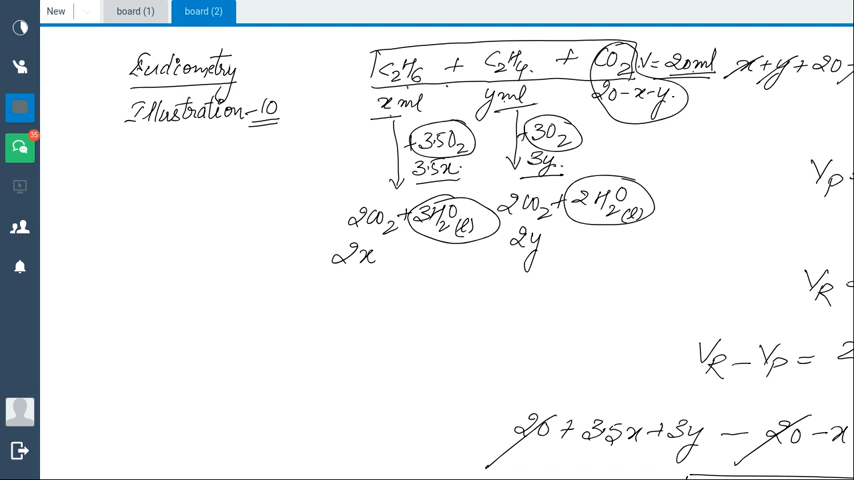 New board (1) board (2)
35
Eudiometry
Illustration-10
C2H6 + C2H4 + CO2 V = 20ml x+y+20-
x ml y ml 20-x-y
+3.5O2 +3O2
3.5x 3y
2CO2+3H2O(l) 2CO2+2H2O(l)
2x 2y
VP =
VR =
VR - VP = 2
20 + 3.5x + 3y - 20 - x